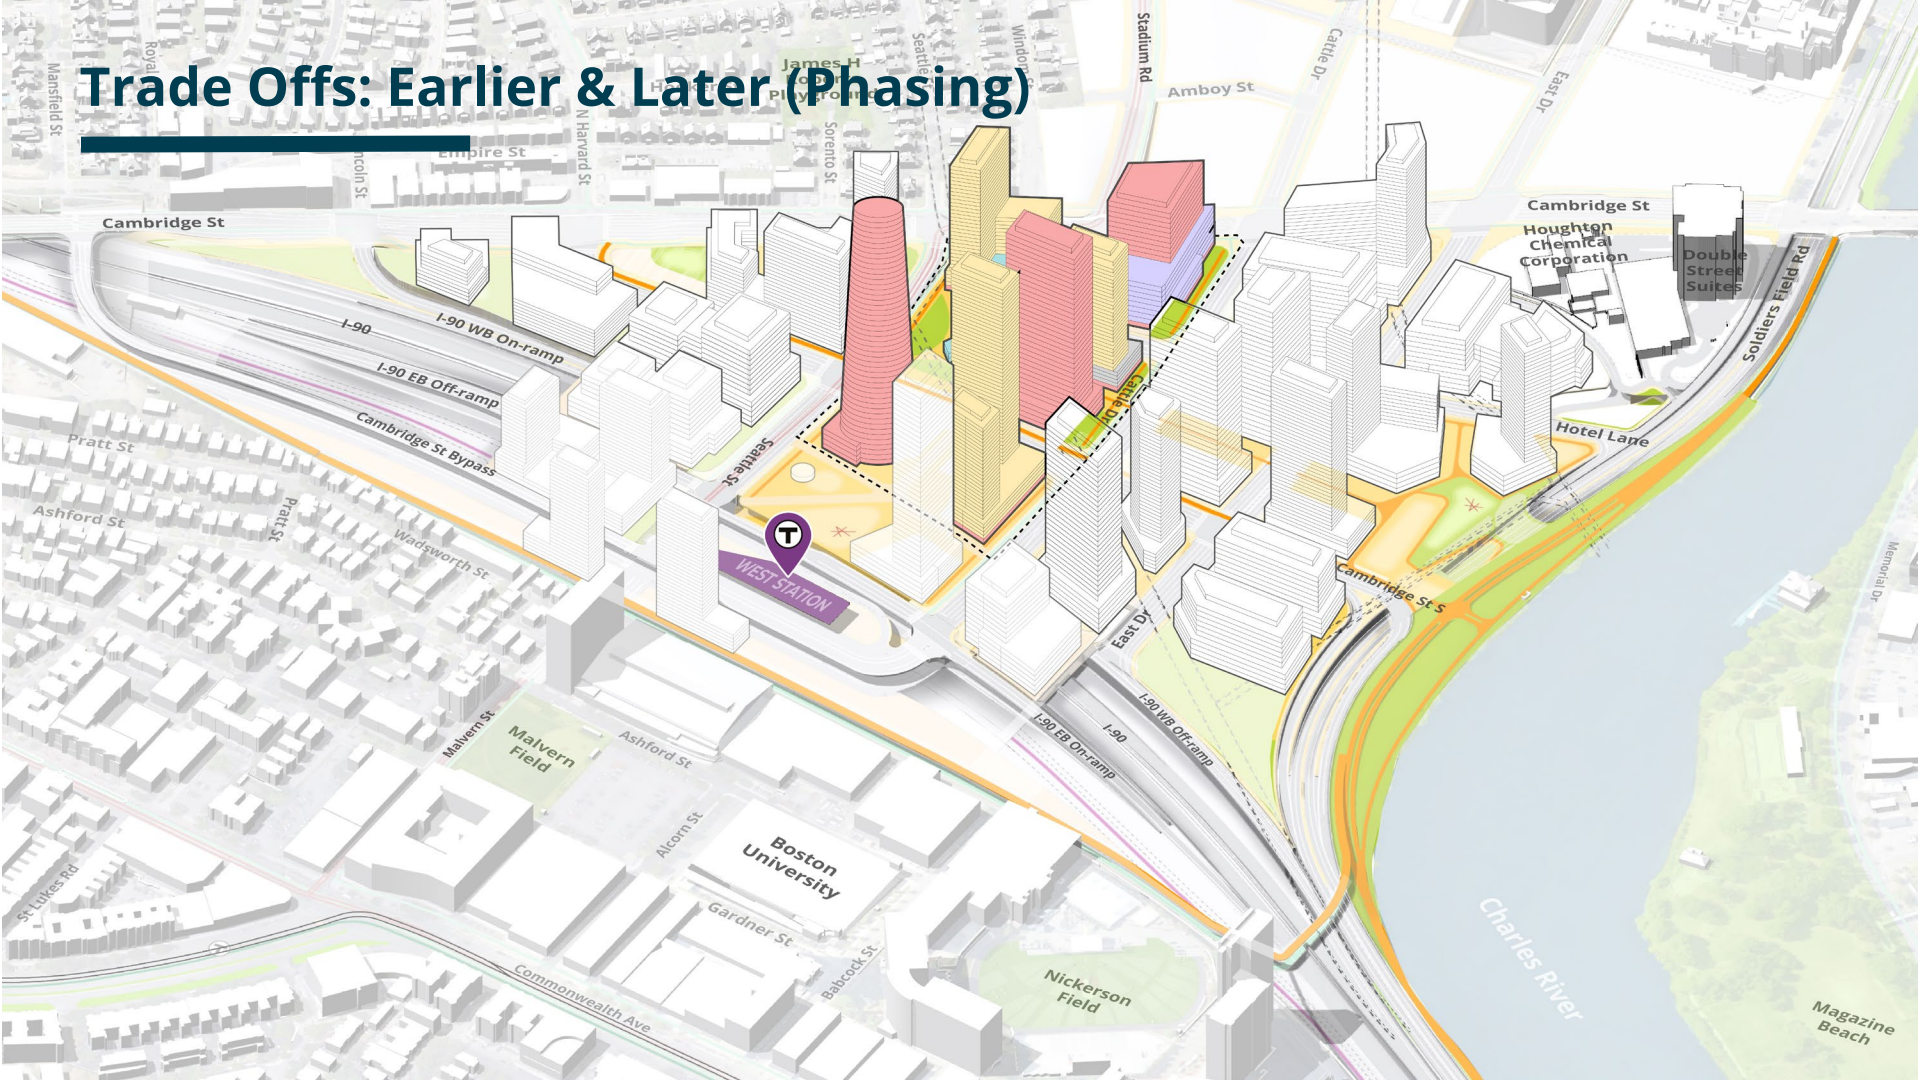 Trade Offs: Earlier & Later (Phasing)
Mansfield St
James H
Playground
Stadium Rd
Cattle Dr
Amboy St
East Dr
Empire St
N Harvard St
Sorento St
Cambridge St
Cambridge St
Houghton
Chemical
Corporation
Double
Street
Suites
Soldiers Field Rd
I-90
I-90 WB On-ramp
I-90 EB Off-ramp
Cambridge St Bypass
Seattle St
Cattle Dr
Hotel Lane
Pratt St
Ashford St
Pratt St
Wadsworth St
T
WEST STATION
Cambridge St S
East Dr
Memorial Dr
Malvern St
Malvern
Field
Ashford St
I-90 EB On-ramp
I-90
I-90 WB Off-ramp
Alcorn St
Boston
University
St Lukes Rd
Gardner St
Babcock St
Commonwealth Ave
Nickerson
Field
Charles River
Magazine
Beach